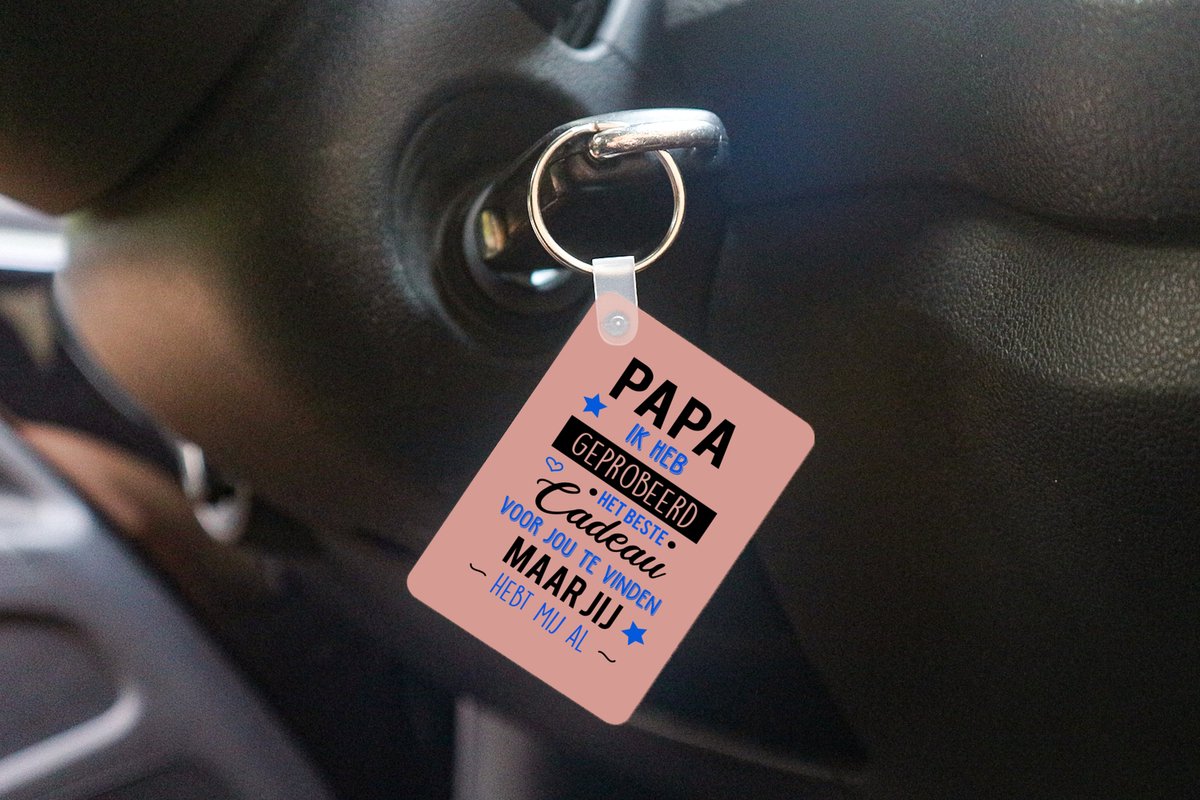 PAPA
IK HEB
GEPROBEERD
HET BESTE
Cadeau
VOOR JOU TE VINDEN
MAAR JIJ
HEBT MIJ AL